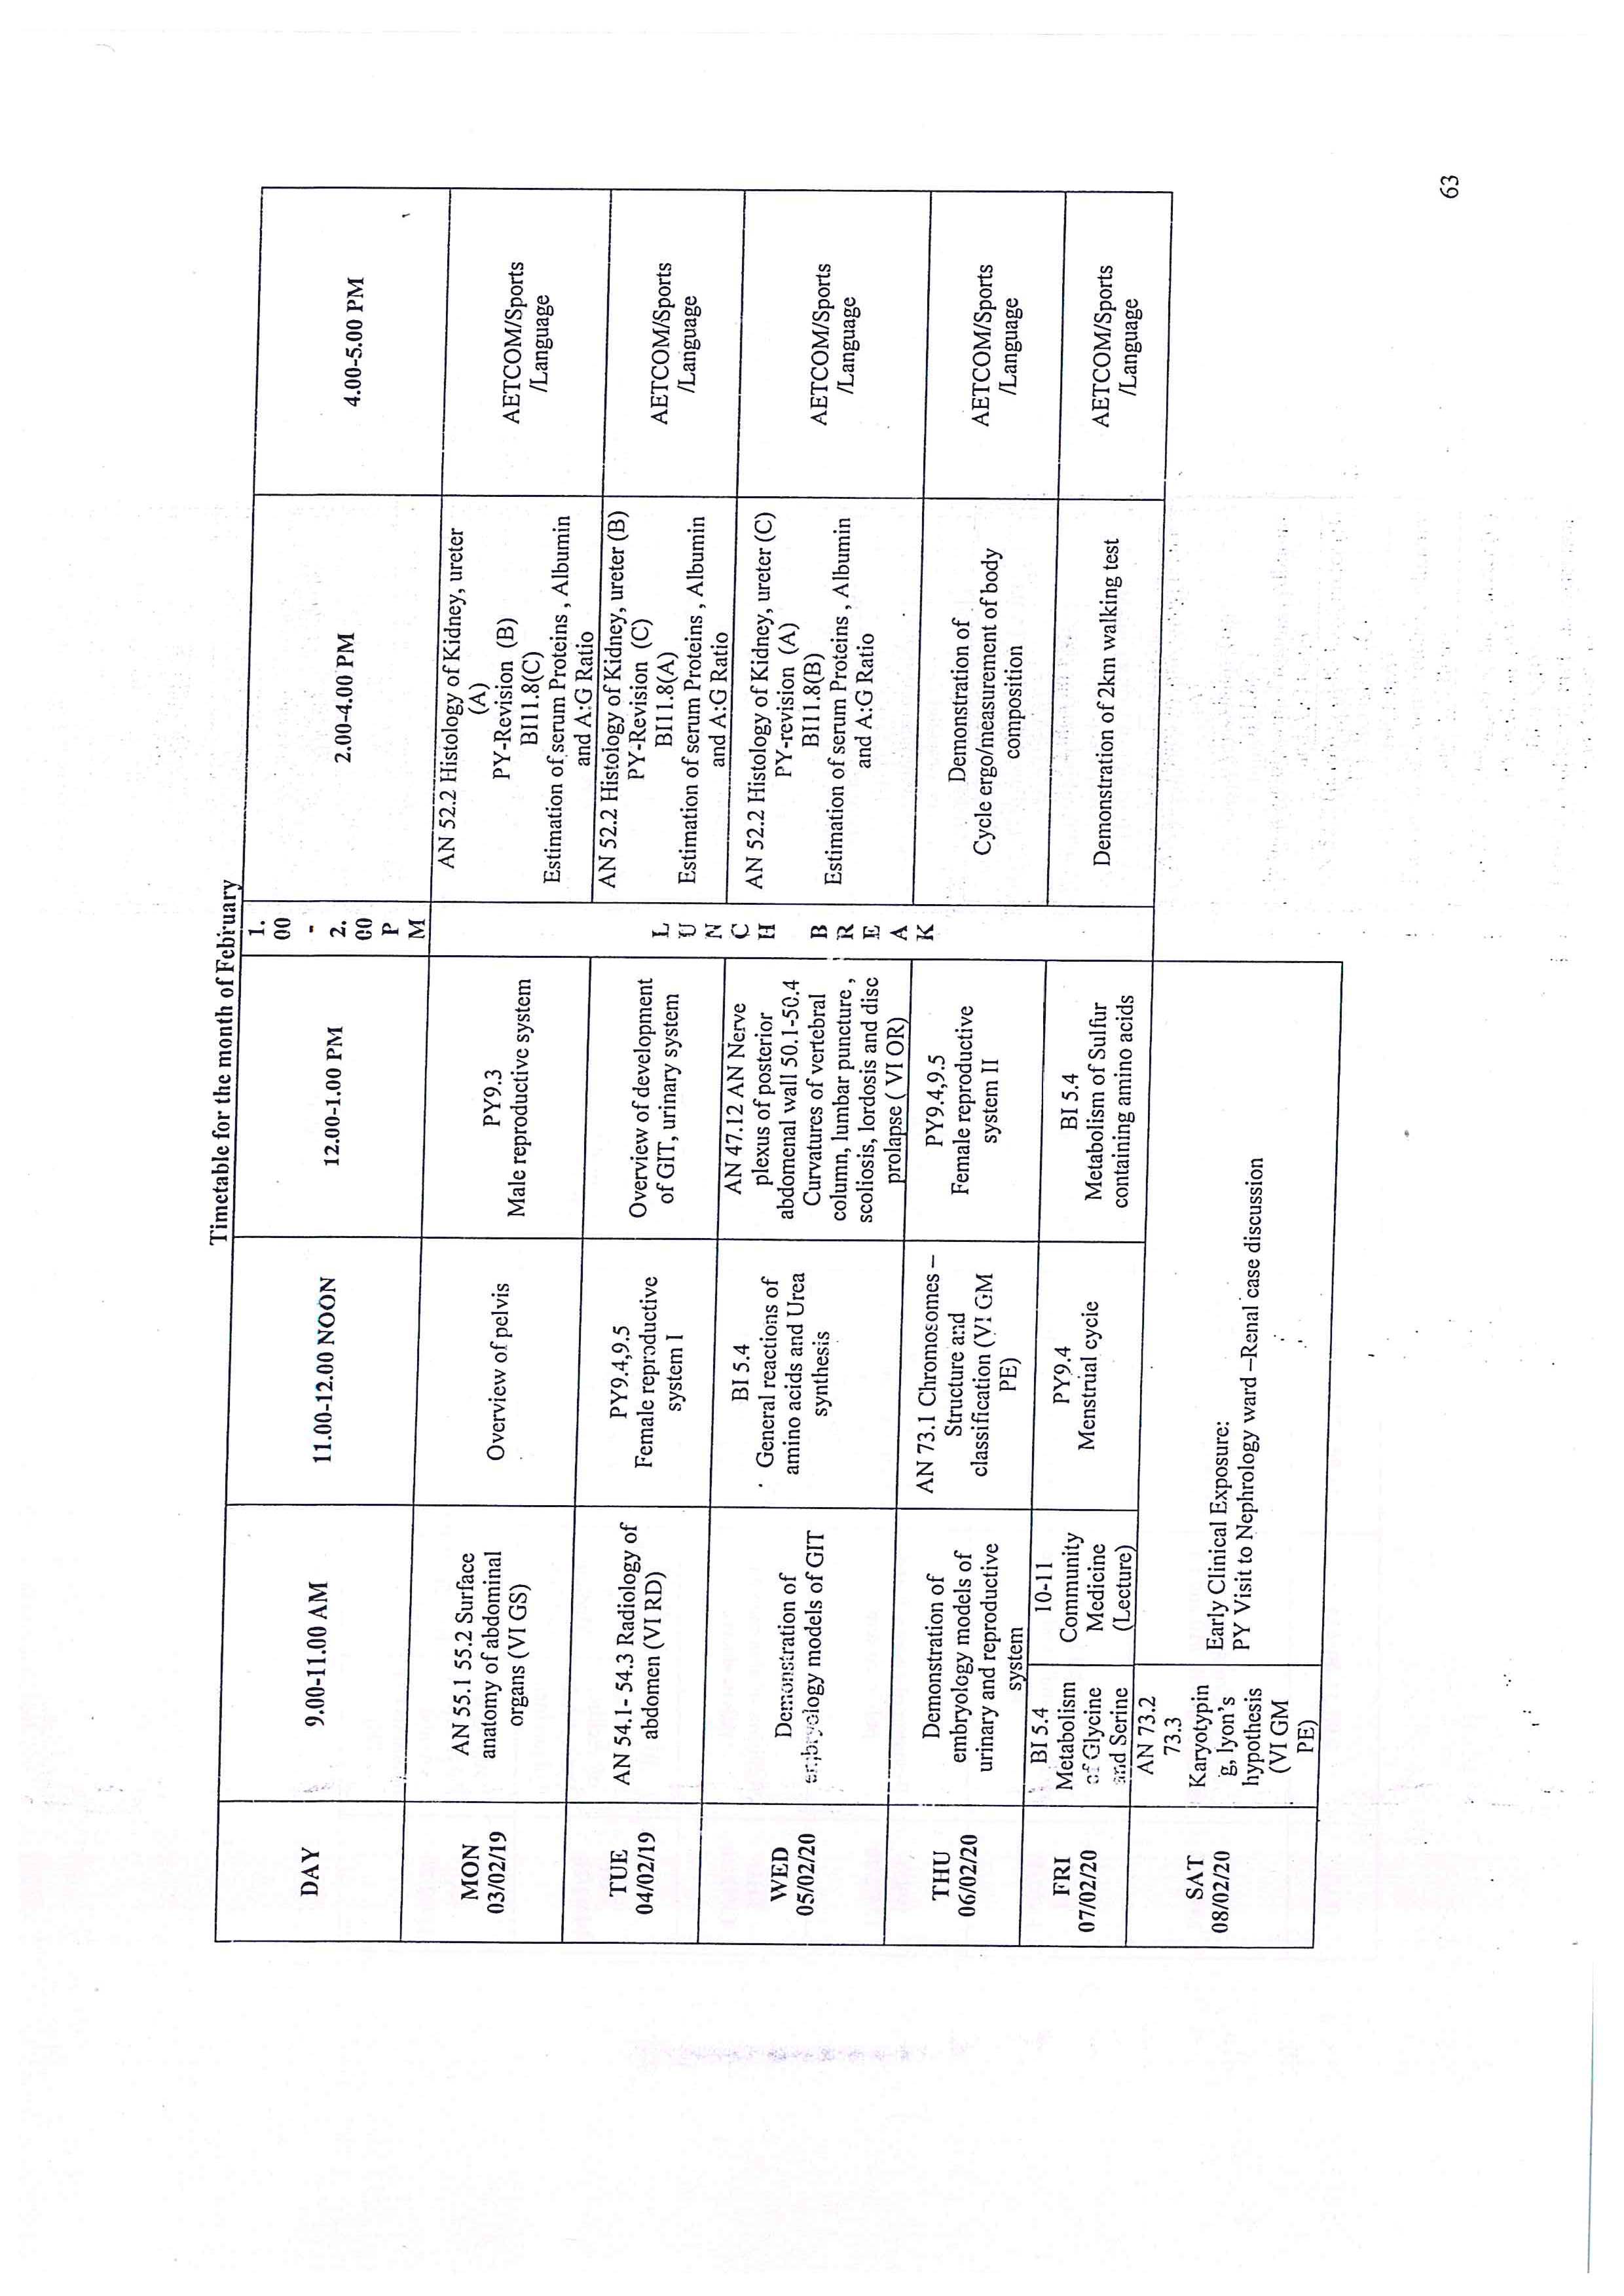 Timetable for the month of February
DAY
9.00-11.00 AM
11.00-12.00 NOON
12.00-1.00 PM
1.
00
-
2.
00
P
M
2.00-4.00 PM
4.00-5.00 PM
MON
03/02/19
AN 55.1 55.2 Surface
anatomy of abdominal
organs (VI GS)
Overview of pelvis
PY9.3
Male reproductive system
L
U
N
C
H
B
R
E
A
K
AN 52.2 Histology of Kidney, ureter
(A)
PY-Revision (B)
BI11.8(C)
Estimation of serum Proteins , Albumin
and A:G Ratio
AETCOM/Sports
/Language
TUE
04/02/19
AN 54.1- 54.3 Radiology of
abdomen (VI RD)
PY9.4,9.5
Female reproductive
system I
Overview of development
of GIT, urinary system
AN 52.2 Histology of Kidney, ureter (B)
PY-Revision (C)
BI11.8(A)
Estimation of serum Proteins , Albumin
and A:G Ratio
AETCOM/Sports
/Language
WED
05/02/20
Demonstration of
embryology models of GIT
BI 5.4
General reactions of
amino acids and Urea
synthesis
AN 47.12 AN Nerve
plexus of posterior
abdomenal wall 50.1-50.4
Curvatures of vertebral
column, lumbar puncture ,
scoliosis, lordosis and disc
prolapse ( VI OR)
AN 52.2 Histology of Kidney, ureter (C)
PY-revision (A)
BI11.8(B)
Estimation of serum Proteins , Albumin
and A:G Ratio
AETCOM/Sports
/Language
THU
06/02/20
Demonstration of
embryology models of
urinary and reproductive
system
AN 73.1 Chromosomes –
Structure and
classification (VI GM
PE)
PY9.4,9.5
Female reproductive
system II
Demonstration of
Cycle ergo/measurement of body
composition
AETCOM/Sports
/Language
FRI
07/02/20
BI 5.4
Metabolism
of Glycine
and Serine
10-11
Community
Medicine
(Lecture)
PY9.4
Menstrual cycle
BI 5.4
Metabolism of Sulfur
containing amino acids
Demonstration of 2km walking test
AETCOM/Sports
/Language
SAT
08/02/20
AN 73.2
73.3
Karyotypin
g, lyon's
hypothesis
(VI GM
PE)
Early Clinical Exposure:
PY Visit to Nephrology ward –Renal case discussion
63